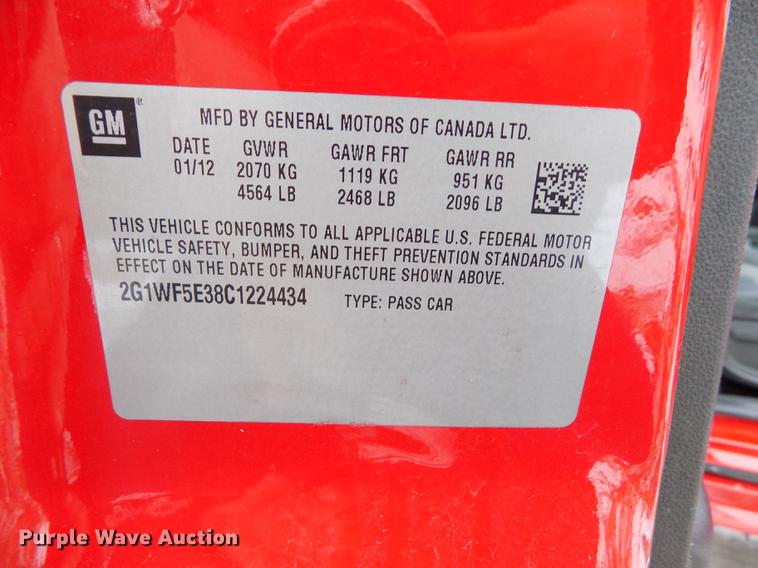 GM
MFD BY GENERAL MOTORS OF CANADA LTD.
DATE GVWR GAWR FRT GAWR RR
01/12 2070 KG 1119 KG 951 KG
4564 LB 2468 LB 2096 LB
THIS VEHICLE CONFORMS TO ALL APPLICABLE U.S. FEDERAL MOTOR
VEHICLE SAFETY, BUMPER, AND THEFT PREVENTION STANDARDS IN
EFFECT ON THE DATE OF MANUFACTURE SHOWN ABOVE.
2G1WF5E38C1224434 TYPE: PASS CAR
Purple Wave Auction